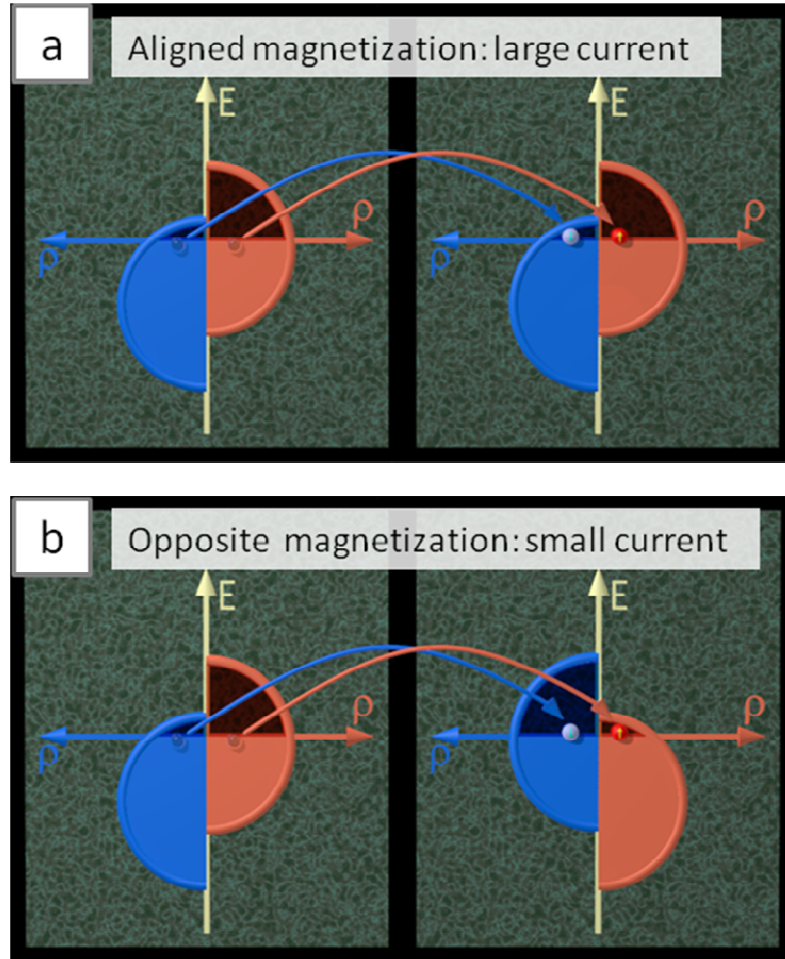 a
Aligned magnetization: large current
E
E
ρ
ρ
ρ
ρ
b
Opposite magnetization: small current
E
E
ρ
ρ
ρ
ρ